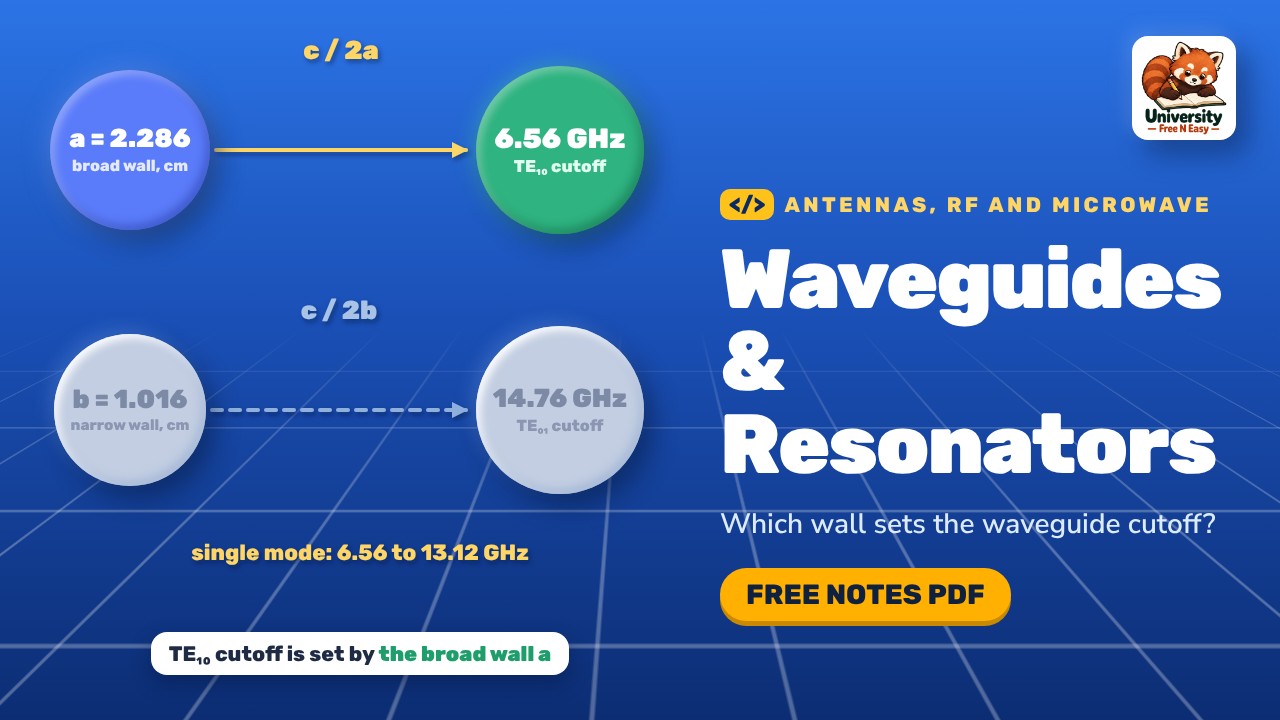 c / 2a
a = 2.286
broad wall, cm
6.56 GHz
TE₁₀ cutoff
c / 2b
b = 1.016
narrow wall, cm
14.76 GHz
TE₀₁ cutoff
single mode: 6.56 to 13.12 GHz
TE₁₀ cutoff is set by the broad wall a
University
Free N Easy
</> ANTENNAS, RF AND MICROWAVE
Waveguides
&
Resonators
Which wall sets the waveguide cutoff?
FREE NOTES PDF